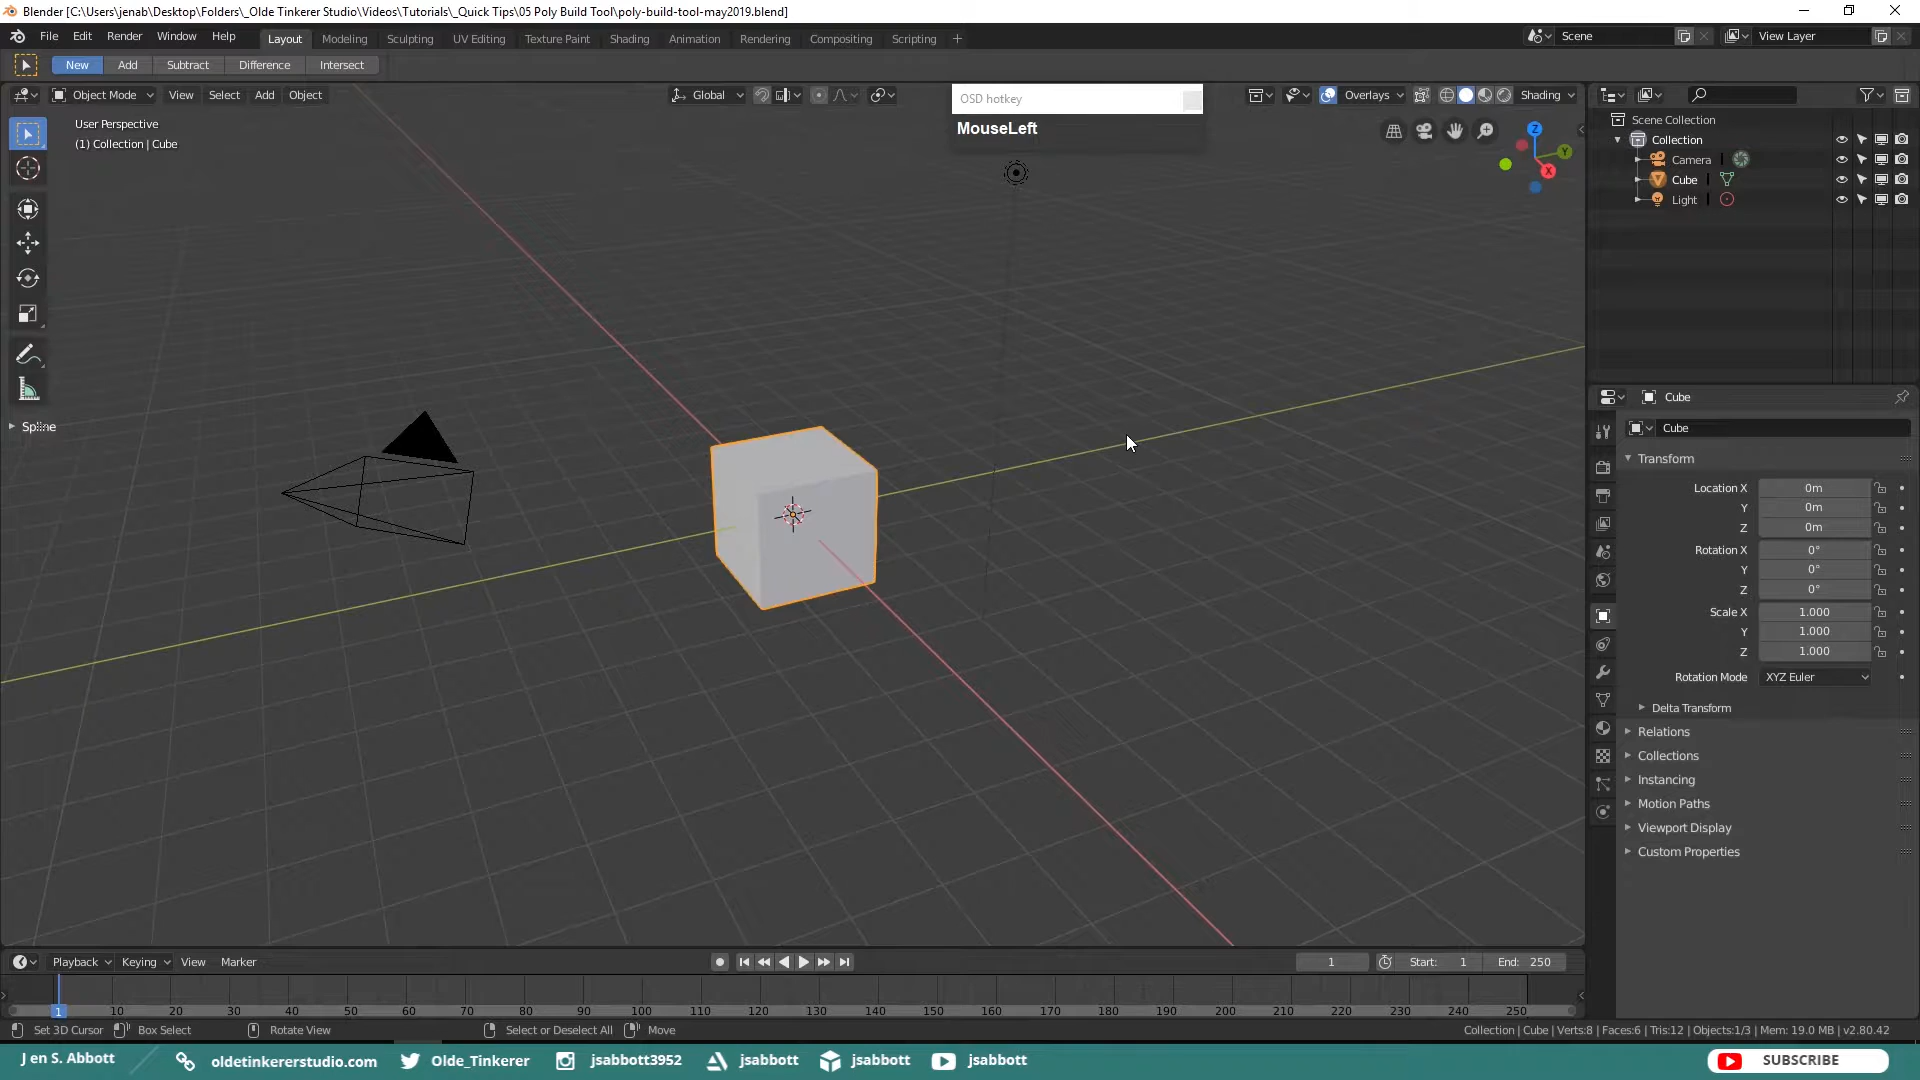 Blender [C:\Users\jenab\Desktop\Folders\_Olde Tinkerer Studio\Videos\Tutorials\_Quick Tips\05 Poly Build Tool\poly-build-tool-may2019.blend]
File Edit Render Window Help Layout Modeling Sculpting UV Editing Texture Paint Shading Animation Rendering Compositing Scripting + Scene View Layer
New Add Subtract Difference Intersect
Object Mode View Select Add Object Global Overlays Shading
OSD hotkey
MouseLeft
User Perspective
(1) Collection | Cube
Z
Y
X
Spline
Scene Collection
Collection
Camera
Cube
Light
Cube
Cube
Transform
Location X 0m
Y 0m
Z 0m
Rotation X 0°
Y 0°
Z 0°
Scale X 1.000
Y 1.000
Z 1.000
Rotation Mode XYZ Euler
Delta Transform
Relations
Collections
Instancing
Motion Paths
Viewport Display
Custom Properties
Playback Keying View Marker 1 Start: 1 End: 250
1 10 20 30 40 50 60 70 80 90 100 110 120 130 140 150 160 170 180 190 200 210 220 230 240 250
Set 3D Cursor Box Select Rotate View Select or Deselect All Move Collection | Cube | Verts:8 | Faces:6 | Tris:12 | Objects:1/3 | Mem: 19.0 MB | v2.80.42
Jen S. Abbott oldetinkererstudio.com Olde_Tinkerer jsabbott3952 jsabbott jsabbott jsabbott SUBSCRIBE